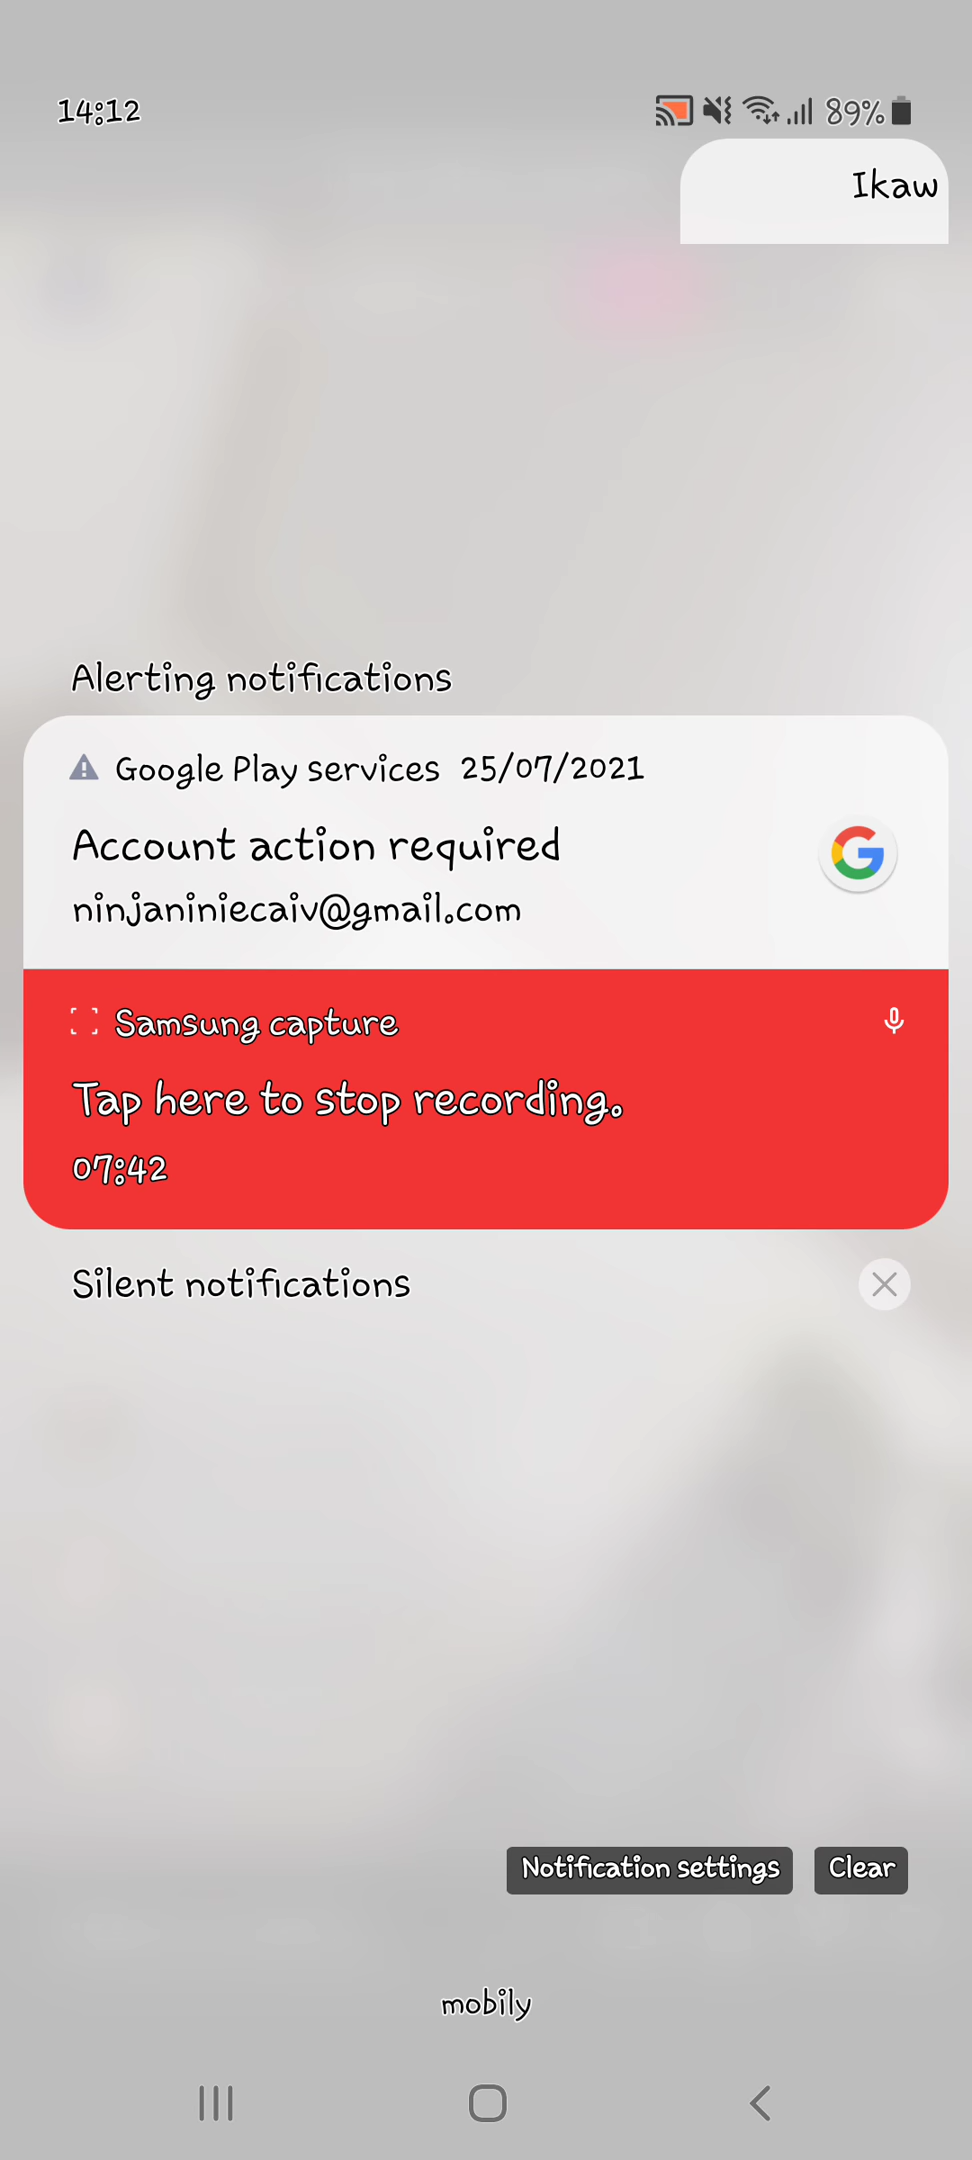 14:12
89%
Ikaw
Alerting notifications
Google Play services 25/07/2021
Account action required
ninjaniniecaiv@gmail.com
Samsung capture
Tap here to stop recording.
07:42
Silent notifications
Notification settings Clear
mobily